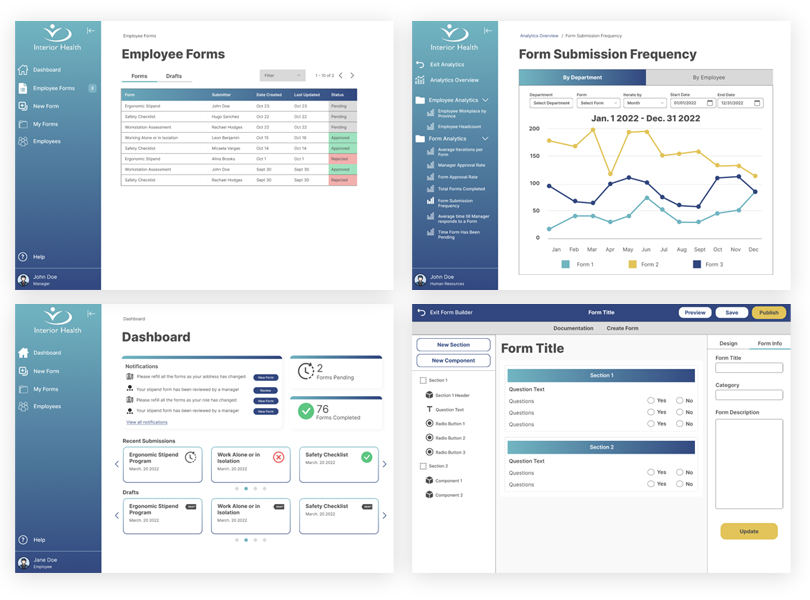 Interior Health
Dashboard
Employee Forms 4
New Form
My Forms
Employees
Help
John Doe
Manager
Employee Forms
Employee Forms
Forms Drafts
Filter
1 - 10 of 2
Form Submitter Date Created Last Updated Status
Ergonomic Stipend John Doe Oct 23 Oct 23 Pending
Safety Checklist Hugo Sanchez Oct 22 Oct 22 Pending
Workstation Assessment Rachael Hodges Oct 22 Oct 22 Pending
Working Alone or in Isolation Lewi Benjamin Oct 15 Oct 16 Approved
Safety Checklist Micaela Vargas Oct 14 Oct 14 Approved
Ergonomic Stipend Alma Brooks Oct 1 Oct 1 Rejected
Workstation Assessment John Doe Sept 30 Sept 30 Approved
Safety Checklist Rachael Hodges Sept 30 Sept 30 Rejected
Interior Health
Exit Analytics
Analytics Overview
Employee Analytics
Employee Workplace by
Province
Employee Headcount
Form Analytics
Average Iterations per
Form
Manager Approval Rate
Form Approval Rate
Total Forms Completed
Form Submission
Frequency
Average time till Manager
responds to a Form
Time Form Has Been
Pending
John Doe
Human Resources
Analytics Overview / Form Submission Frequency
Form Submission Frequency
By Department By Employee
Department Form Iterate by Start Date End Date
Select Department Select Form Month 01/01/2022 12/31/2022
Jan. 1 2022 - Dec. 31 2022
200
150
100
50
0
Jan Feb Mar Apr May Jun Jul Aug Sept Oct Nov Dec
Form 1 Form 2 Form 3
Interior Health
Dashboard
New Form
My Forms
Employees
Help
Jane Doe
Employee
Dashboard
Dashboard
Notifications
Please refill all the forms as your address has changed New Form
Your stipend form has been reviewed by a manager Review
Please refill all the forms as your role has changed New Form
Your stipend form has been reviewed by a manager New Form
View all notifications
2
Forms Pending
76
Forms Completed
Recent Submissions
Ergonomic Stipend
Program
March. 20 2022
Work Alone or in
Isolation
March. 20 2022
Safety Checklist
March. 20 2022
Drafts
Ergonomic Stipend
Program
March. 20 2022
DRAFT
Work Alone or in
Isolation
March. 20 2022
DRAFT
Safety Checklist
March. 20 2022
DRAFT
Exit Form Builder Form Title Preview Save Publish
Documentation Create Form
New Section
New Component
Section 1
Section 1 Header
Question Text
Radio Button 1
Radio Button 2
Radio Button 3
Section 2
Component 1
Component 2
Form Title
Section 1
Question Text
Questions Yes No
Questions Yes No
Questions Yes No
Section 2
Question Text
Questions Yes No
Questions Yes No
Design Form Info
Form Title
Category
Form Description
Update